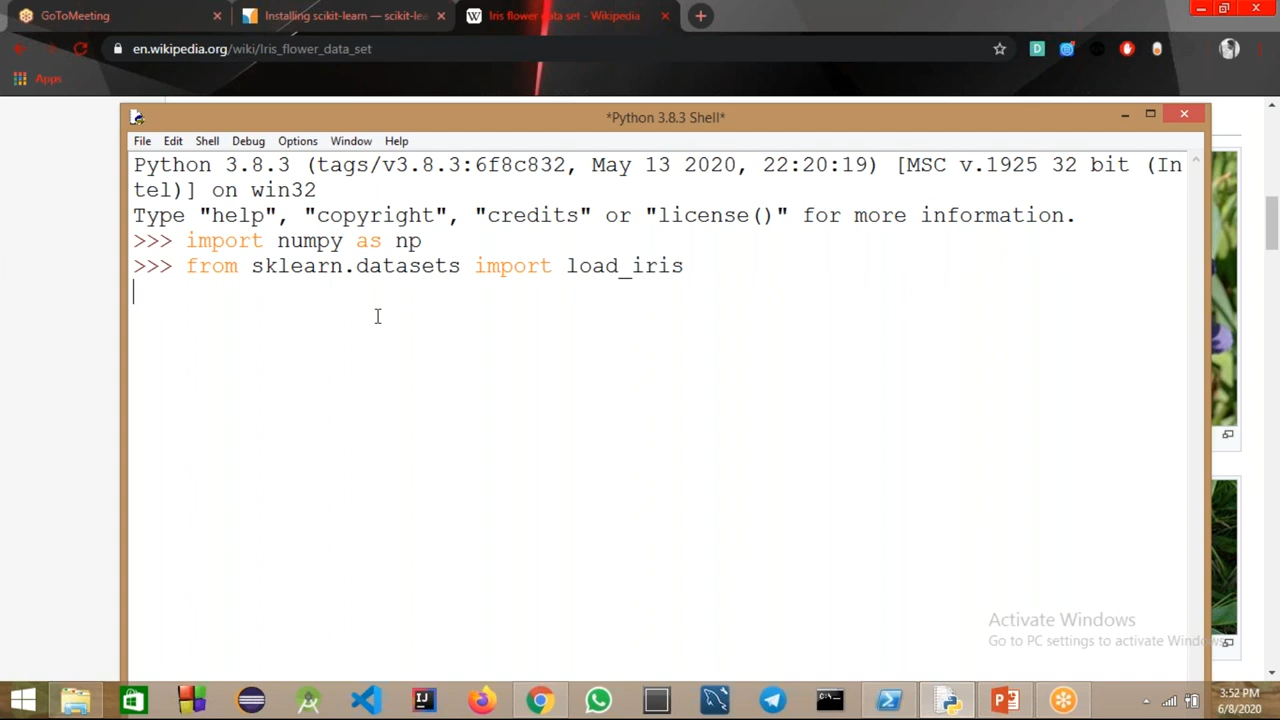 GoToMeeting
Installing scikit-learn — scikit-lea
Iris flower data set - Wikipedia
en.wikipedia.org/wiki/Iris_flower_data_set
Apps
*Python 3.8.3 Shell*
File Edit Shell Debug Options Window Help
Python 3.8.3 (tags/v3.8.3:6f8c832, May 13 2020, 22:20:19) [MSC v.1925 32 bit (In
tel)] on win32
Type "help", "copyright", "credits" or "license()" for more information.
>>> import numpy as np
>>> from sklearn.datasets import load_iris
Activate Windows
Go to PC settings to activate Windows.
3:52 PM
6/8/2020